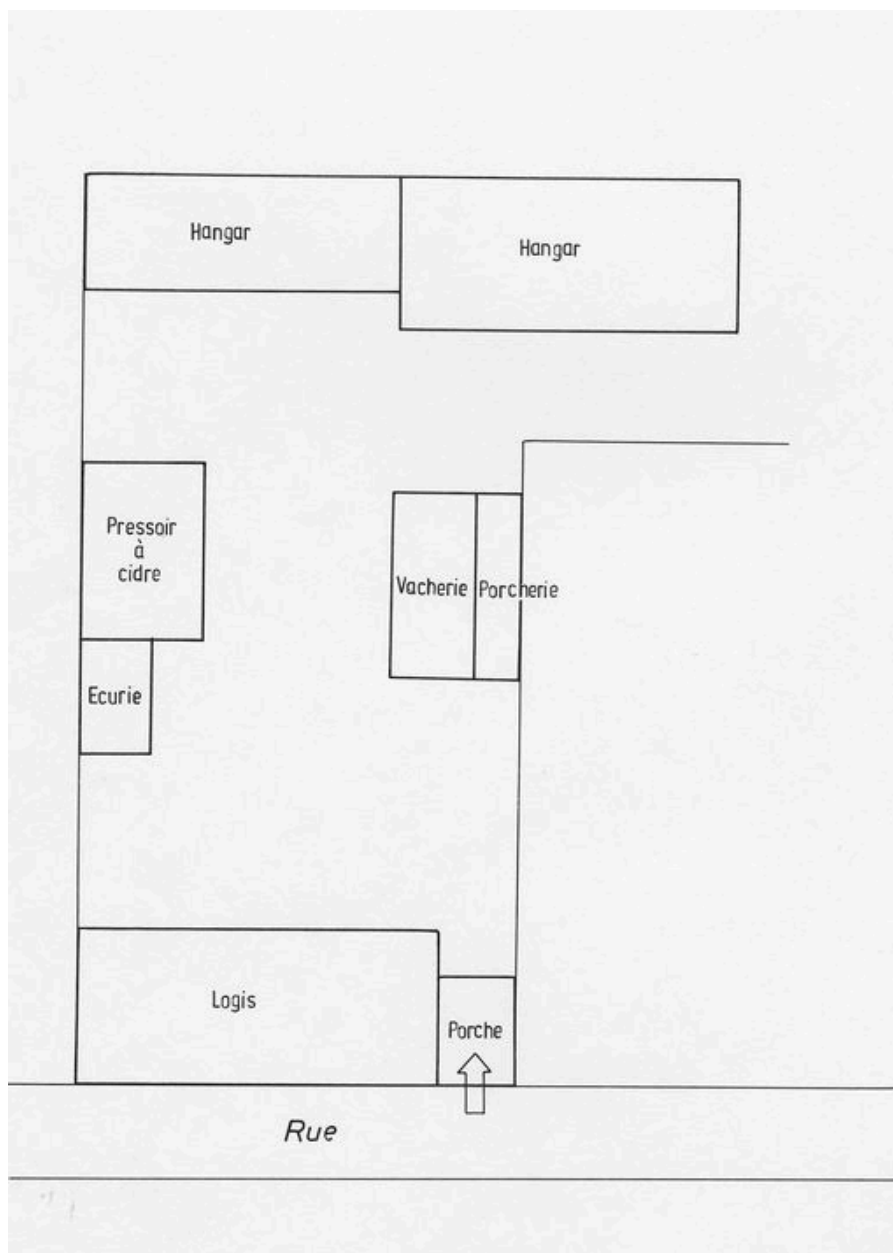 Hangar
Hangar
Pressoir
à
cidre
Vacherie
Porcherie
Ecurie
Logis
Porche
Rue